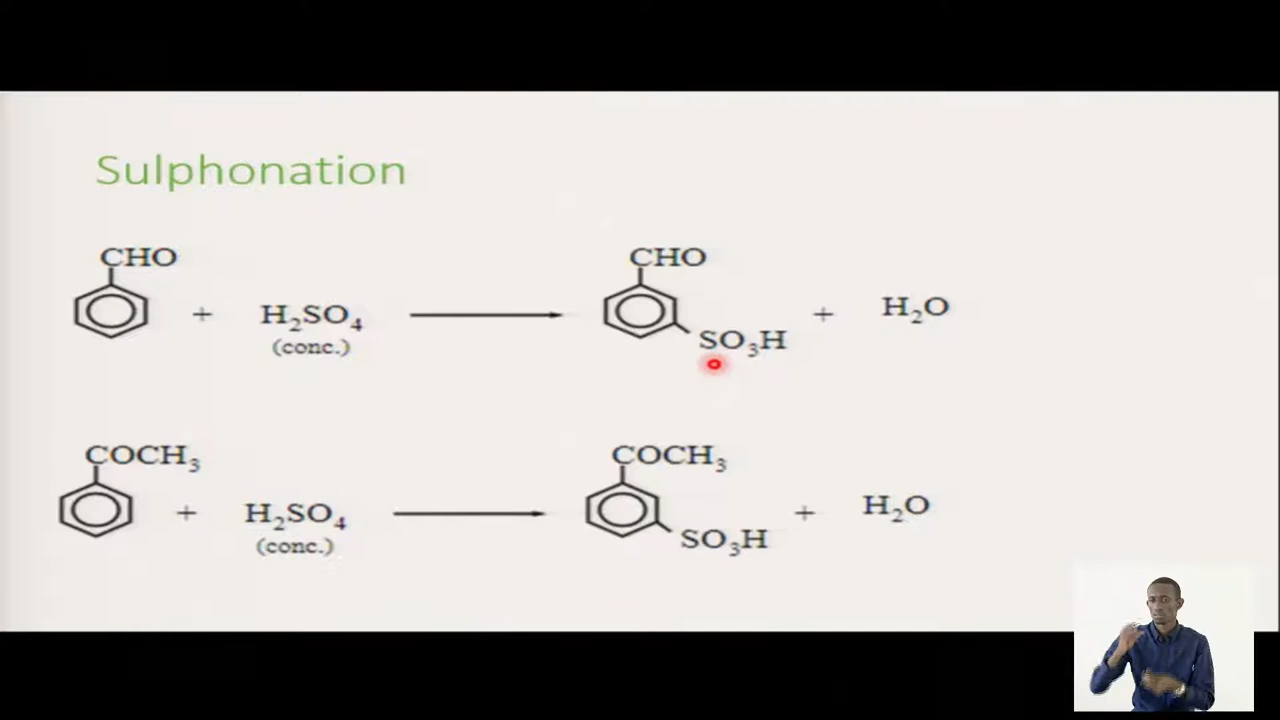 Sulphonation
CHO + H₂SO₄ (conc.) → CHO SO₃H + H₂O
COCH₃ + H₂SO₄ (conc.) → COCH₃ SO₃H + H₂O